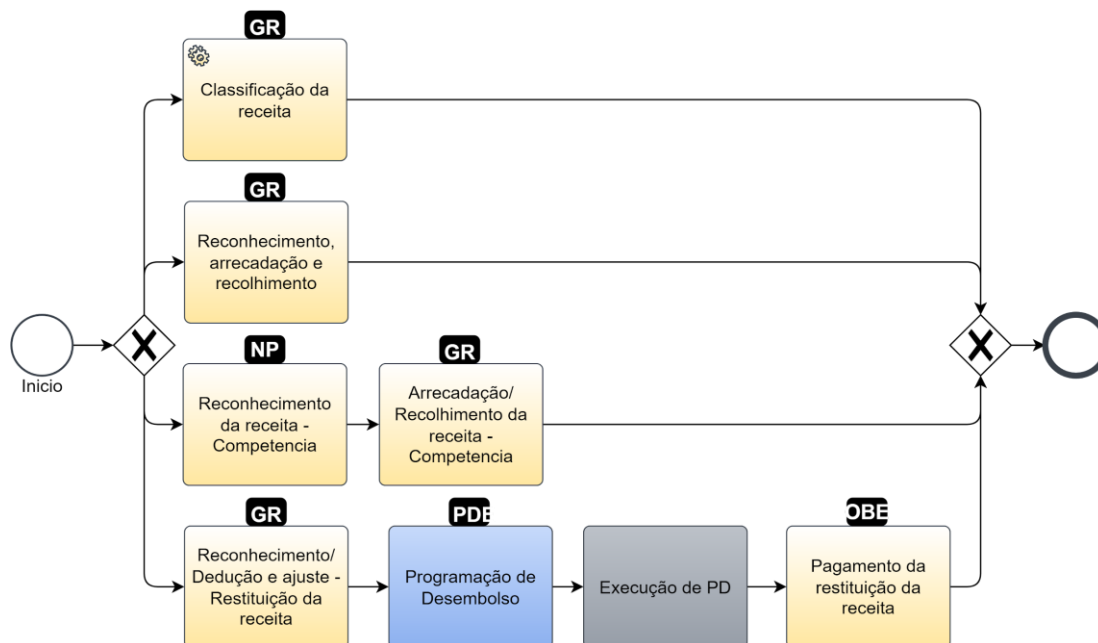 GR
Classificação da
receita
GR
Reconhecimento,
arrecadação e
recolhimento
Inicio
NP
Reconhecimento
da receita -
Competencia
GR
Arrecadação/
Recolhimento da
receita -
Competencia
GR
Reconhecimento/
Dedução e ajuste -
Restituição da
receita
PDE
Programação de
Desembolso
Execução de PD
OBE
Pagamento da
restituição da
receita